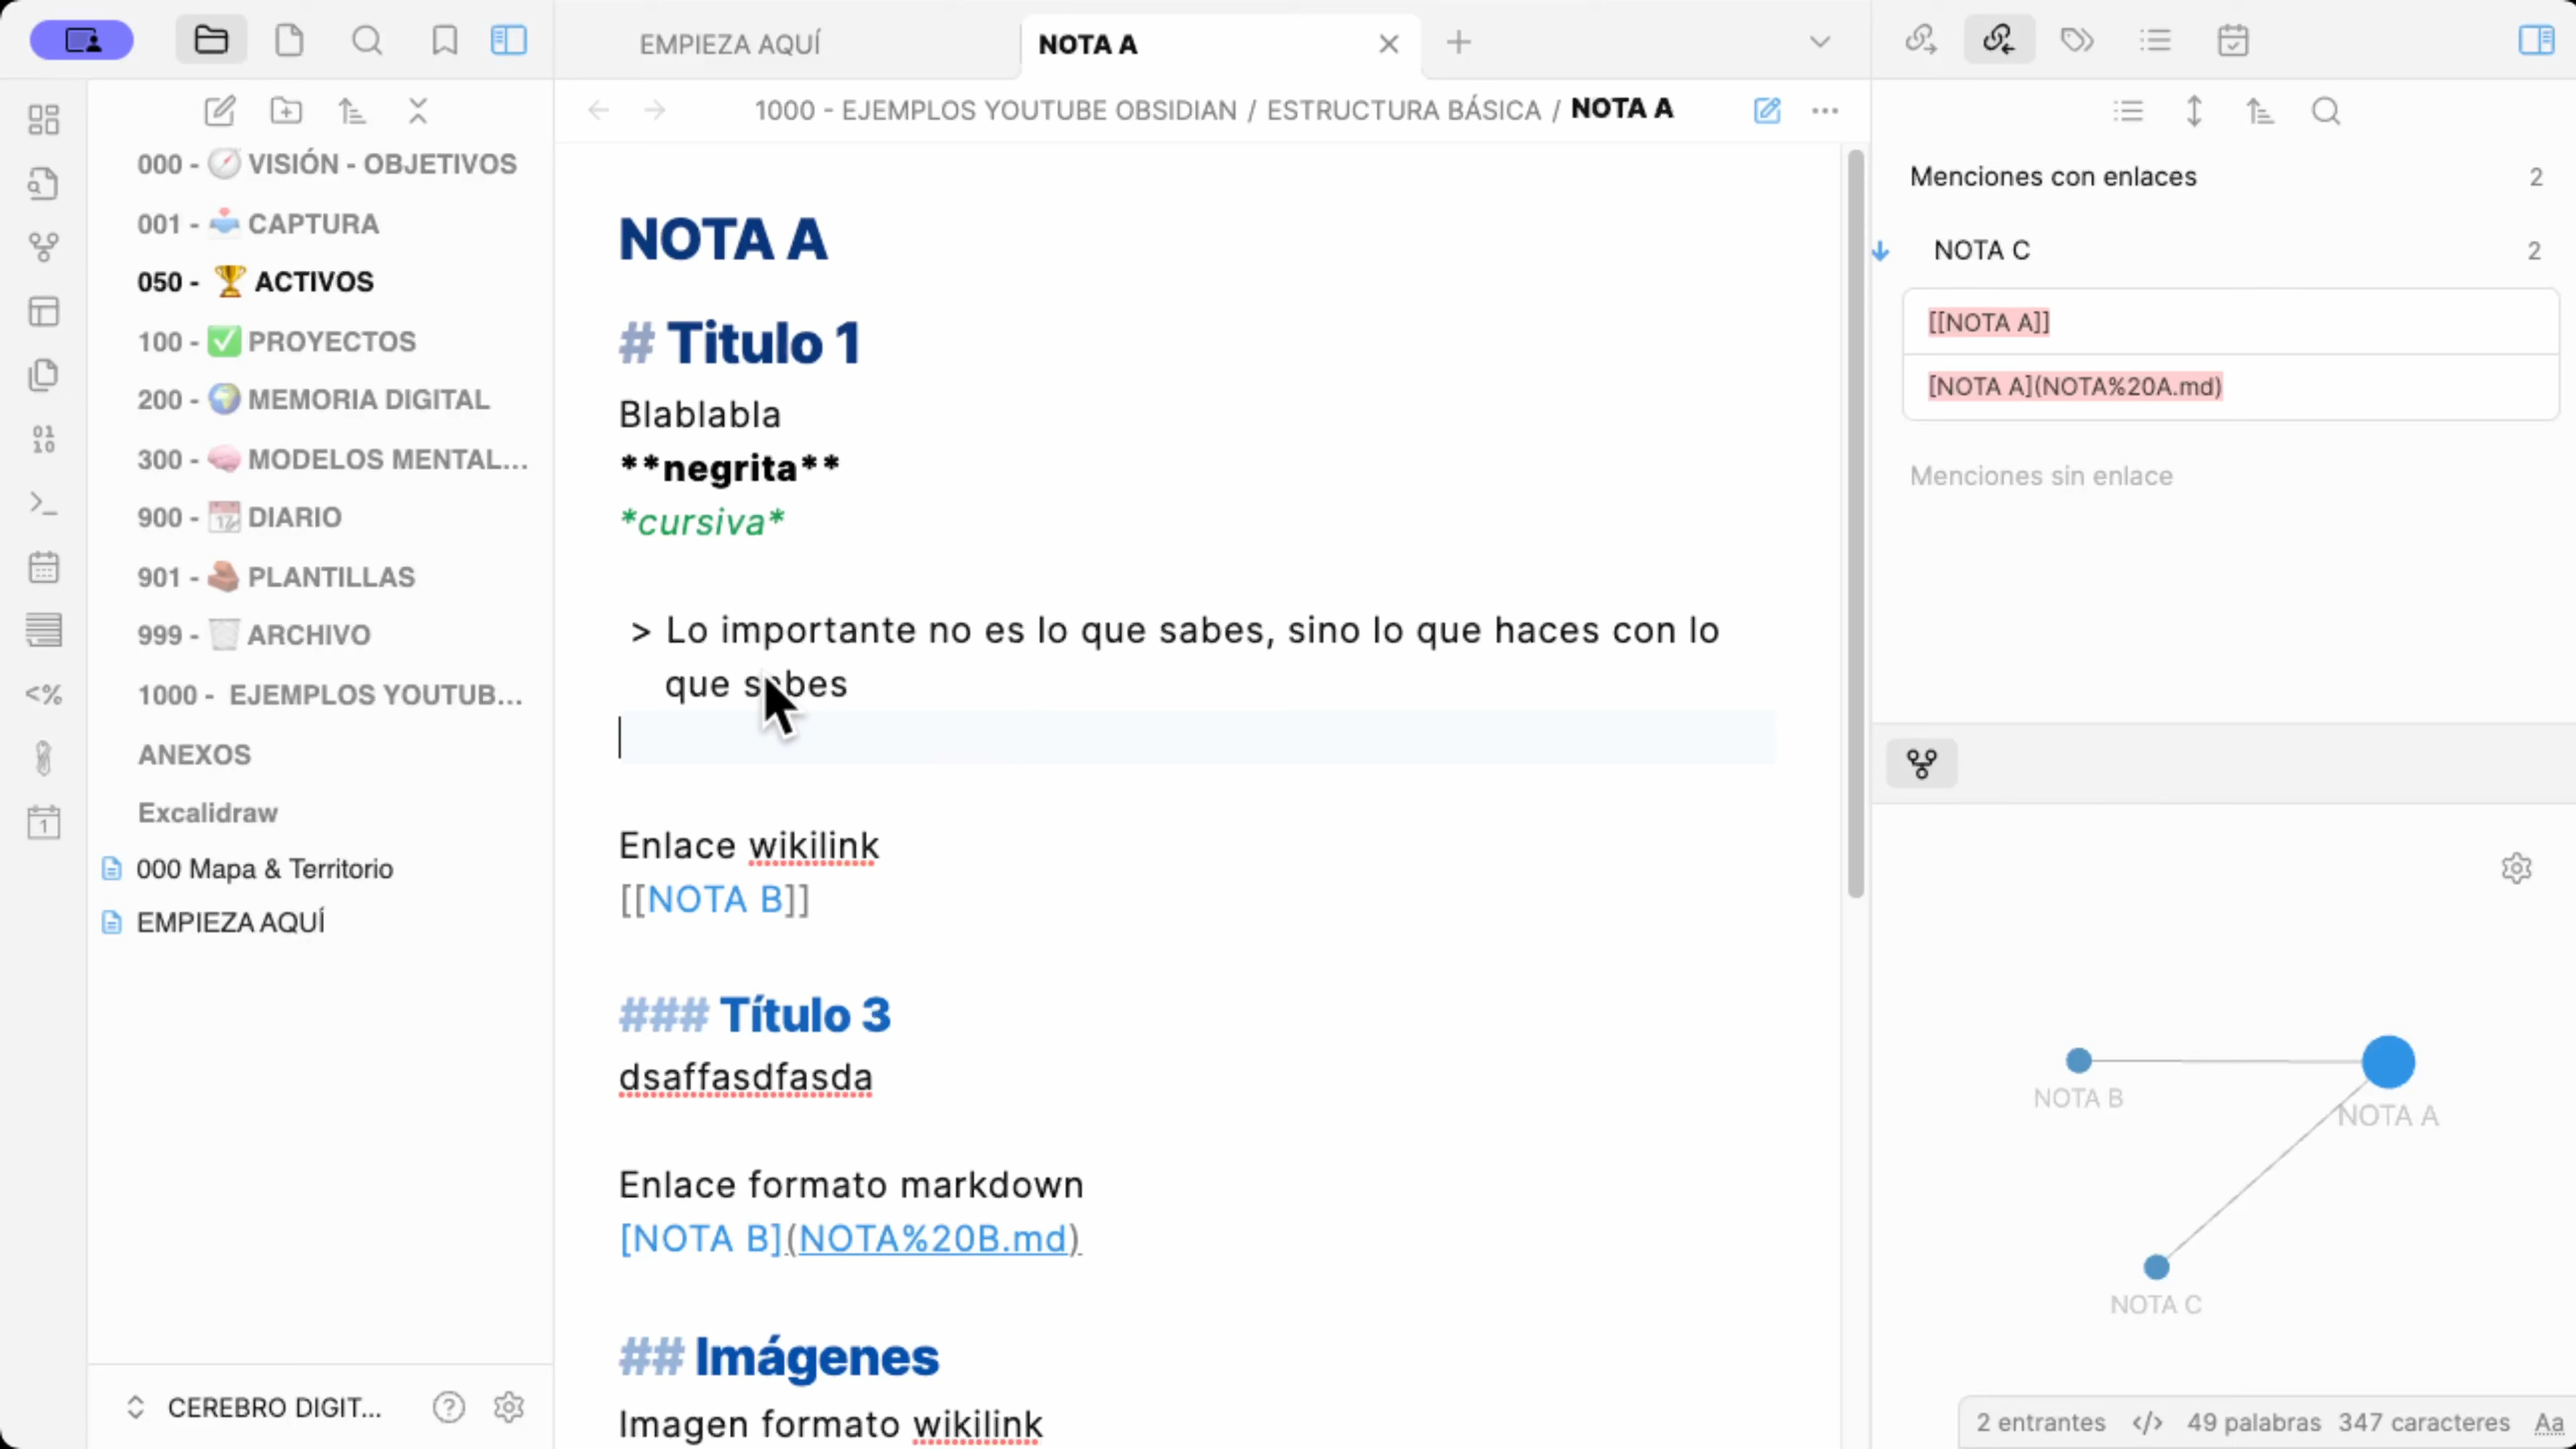 EMPIEZA AQUÍ
NOTA A
1000 - EJEMPLOS YOUTUBE OBSIDIAN / ESTRUCTURA BÁSICA / NOTA A
000 - VISIÓN - OBJETIVOS
001 - CAPTURA
050 - ACTIVOS
100 - PROYECTOS
200 - MEMORIA DIGITAL
300 - MODELOS MENTAL...
900 - DIARIO
901 - PLANTILLAS
999 - ARCHIVO
1000 - EJEMPLOS YOUTUB...
ANEXOS
Excalidraw
000 Mapa & Territorio
EMPIEZA AQUÍ
CEREBRO DIGIT...
01
10
<%
1
NOTA A
# Titulo 1
Blablabla
**negrita**
*cursiva*
> Lo importante no es lo que sabes, sino lo que haces con lo
que sabes
Enlace wikilink
[[NOTA B]]
### Título 3
dsaffasdfasda
Enlace formato markdown
[NOTA B](NOTA%20B.md)
## Imágenes
Imagen formato wikilink
Menciones con enlaces 2
NOTA C 2
[[NOTA A]]
[NOTA A](NOTA%20A.md)
Menciones sin enlace
NOTA B
NOTA A
NOTA C
2 entrantes </> 49 palabras 347 caracteres Aa